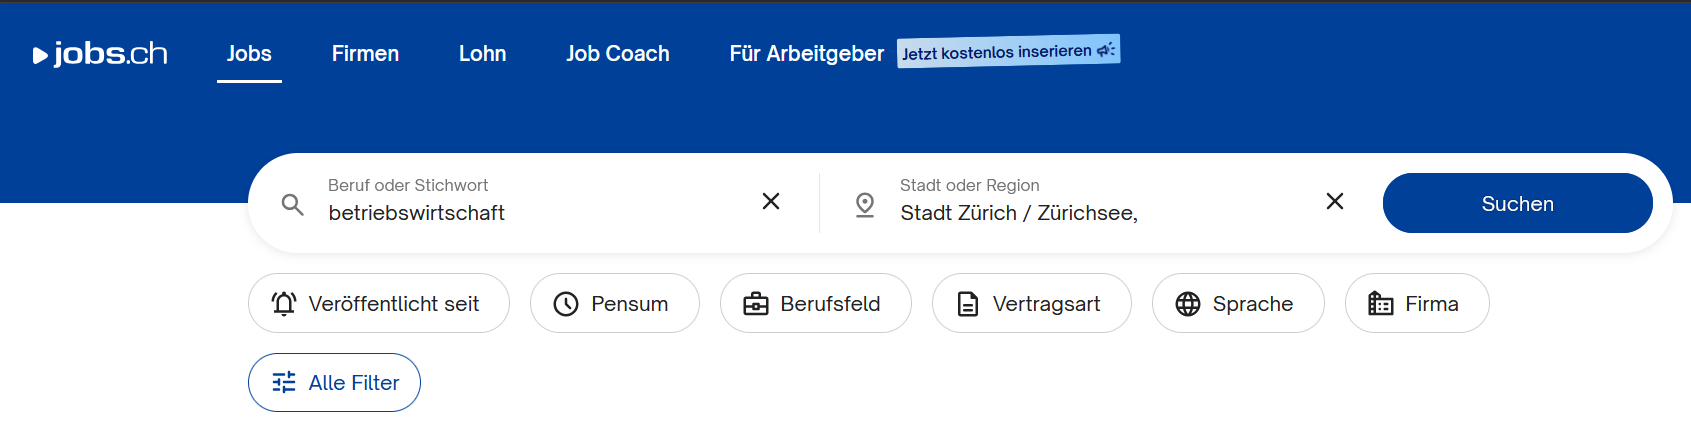 jobs.ch Jobs Firmen Lohn Job Coach Für Arbeitgeber Jetzt kostenlos inserieren
Beruf oder Stichwort
betriebswirtschaft
Stadt oder Region
Stadt Zürich / Zürichsee,
Suchen
Veröffentlicht seit Pensum Berufsfeld Vertragsart Sprache Firma
Alle Filter